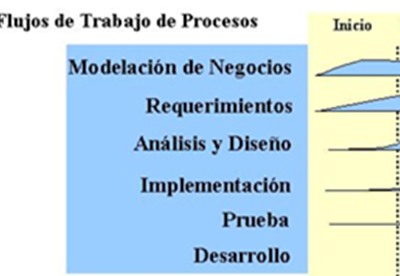 Flujos de Trabajo de Procesos
Inicio
Modelación de Negocios
Requerimientos
Análisis y Diseño
Implementación
Prueba
Desarrollo